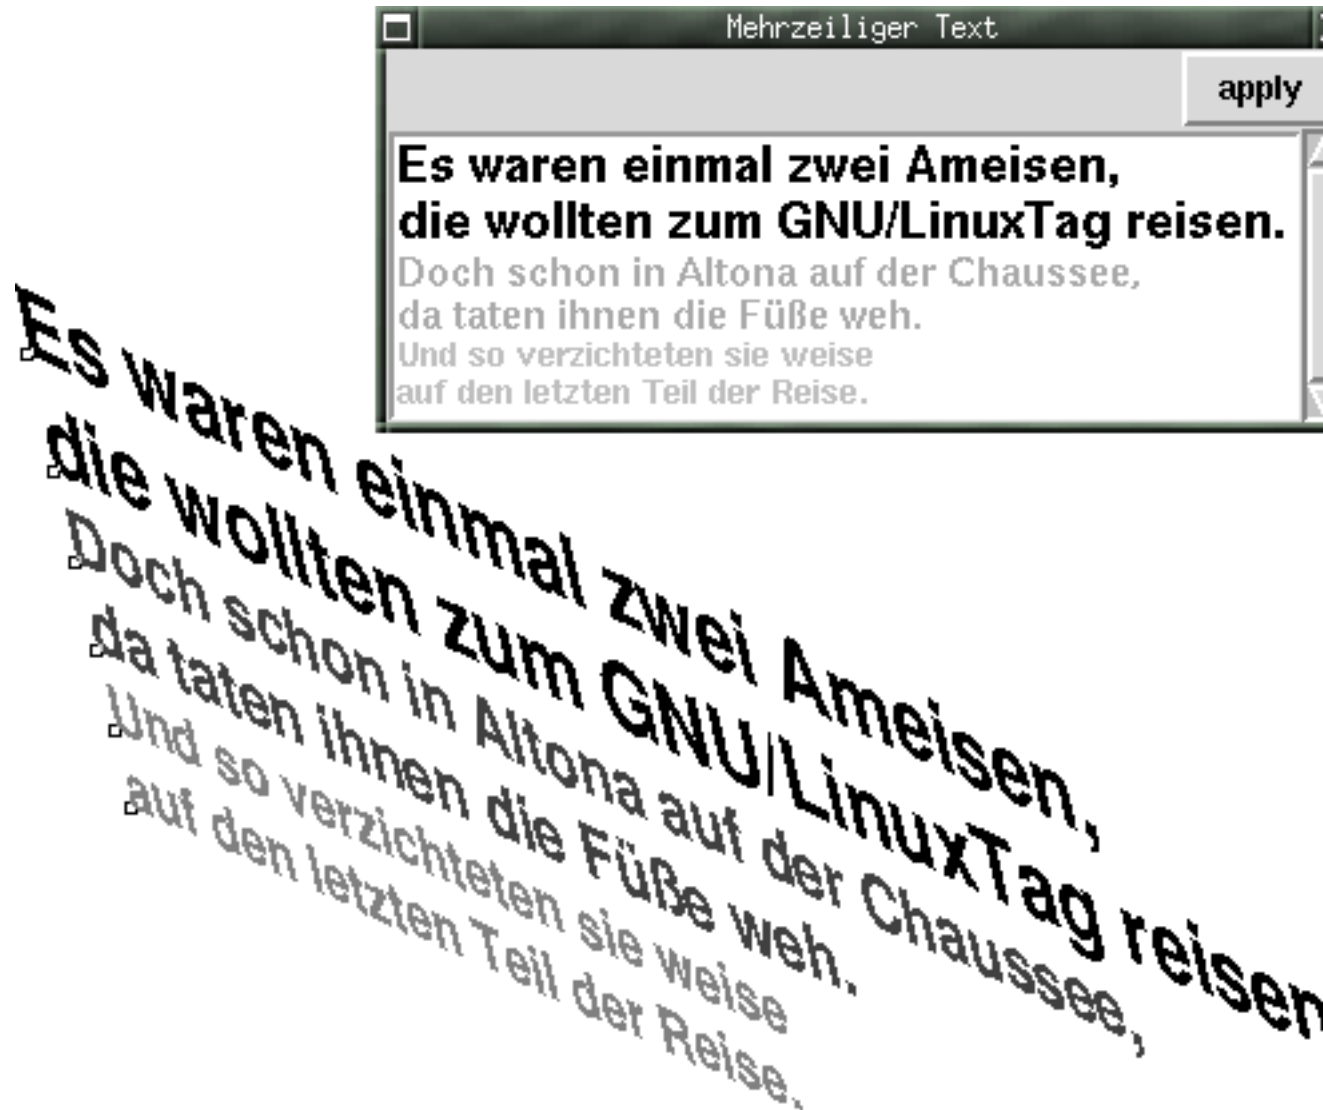 Mehrzeiliger Text
apply
Es waren einmal zwei Ameisen,
die wollten zum GNU/LinuxTag reisen.
Doch schon in Altona auf der Chaussee,
da taten ihnen die Füße weh.
Und so verzichteten sie weise
auf den letzten Teil der Reise.
Es waren einmal zwei Ameisen,
die wollten zum GNU/LinuxTag reisen
Doch schon in Altona auf der Chaussee,
da taten ihnen die Füße weh.
Und so verzichteten sie weise
auf den letzten Teil der Reise.